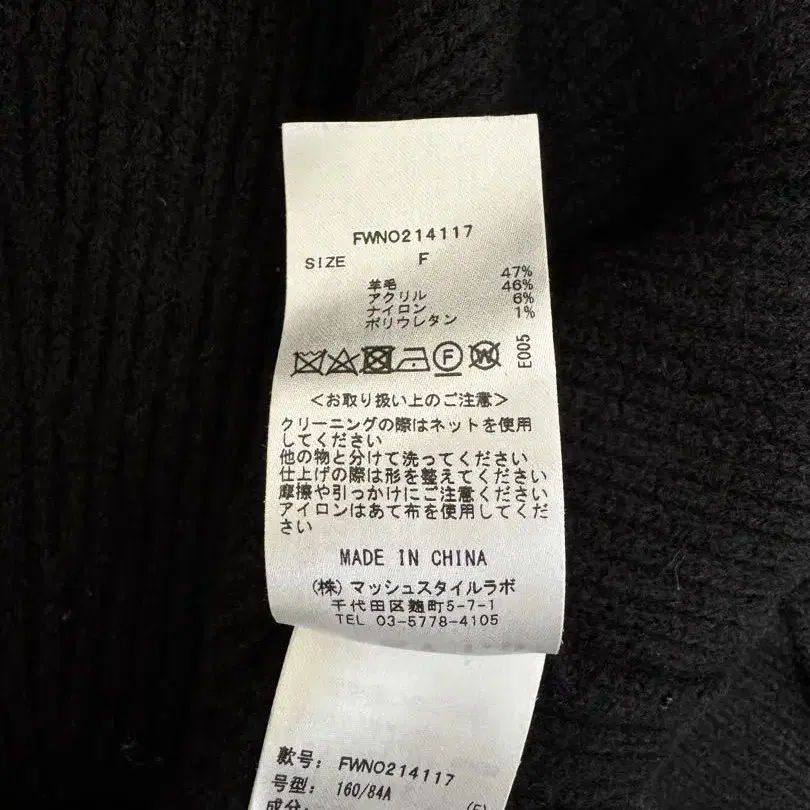 FWNO214117
SIZE F
羊毛 47%
アクリル 46%
ナイロン 6%
ポリウレタン 1%
F W E005
<お取り扱い上のご注意>
クリーニングの際はネットを使用
してください
他の物と分けて洗ってください
仕上げの際は形を整えてください
摩擦や引っかけにご注意ください
アイロンはあて布を使用してくだ
さい
MADE IN CHINA
(株)マッシュスタイルラボ
千代田区麹町5-7-1
TEL 03-5778-4105
款号: FWNO214117
号型: 160/84A
成分: